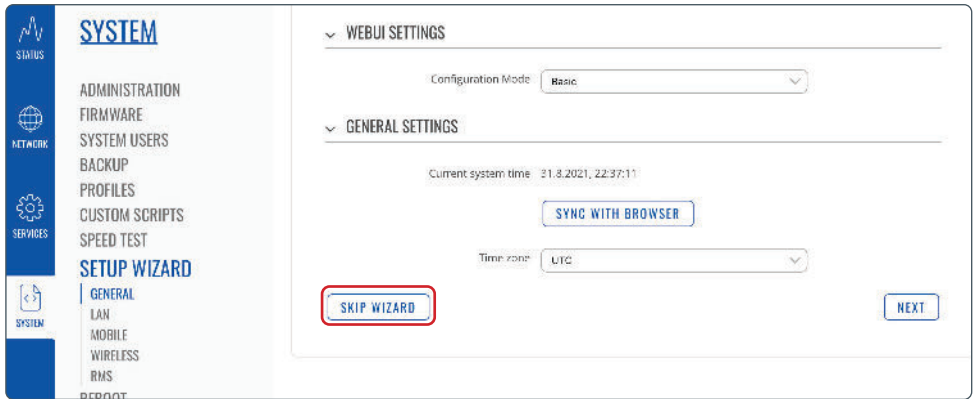 STATUS
NETWORK
SERVICES
SYSTEM
SYSTEM
ADMINISTRATION
FIRMWARE
SYSTEM USERS
BACKUP
PROFILES
CUSTOM SCRIPTS
SPEED TEST
SETUP WIZARD
GENERAL
LAN
MOBILE
WIRELESS
RMS
REBOOT
WEBUI SETTINGS
Configuration Mode Basic
GENERAL SETTINGS
Current system time 31.8.2021, 22:37:11
SYNC WITH BROWSER
Time zone UTC
SKIP WIZARD NEXT